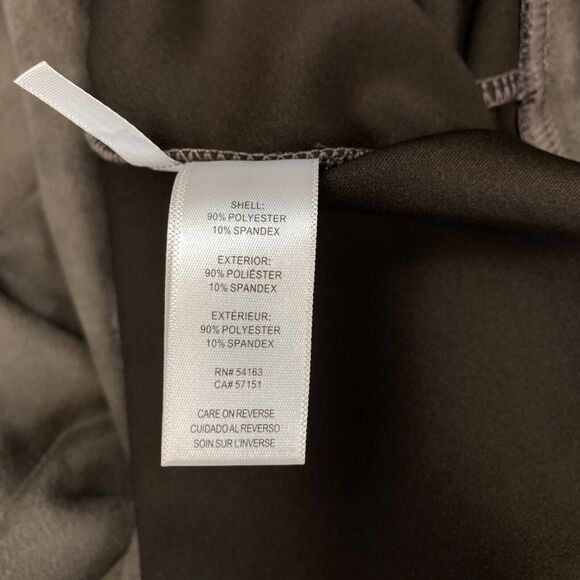 SHELL:
90% POLYESTER
10% SPANDEX
EXTERIOR:
90% POLIÉSTER
10% SPANDEX
EXTÉRIEUR:
90% POLYESTER
10% SPANDEX
RN# 54163
CA# 57151
CARE ON REVERSE
CUIDADO AL REVERSO
SOIN SUR L'INVERSE